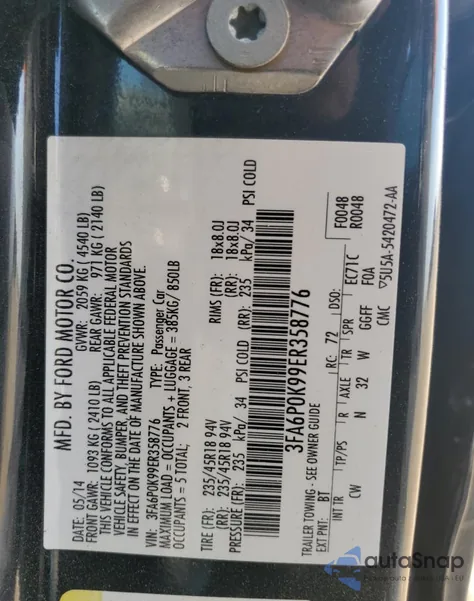 MFD. BY FORD MOTOR CO.
DATE: 05/14 GVWR: 2059 KG ( 4540 LB)
FRONT GAWR: 1093 KG ( 2410 LB) REAR GAWR: 971 KG ( 2140 LB)
THIS VEHICLE CONFORMS TO ALL APPLICABLE FEDERAL MOTOR
VEHICLE SAFETY, BUMPER, AND THEFT PREVENTION STANDARDS
IN EFFECT ON THE DATE OF MANUFACTURE SHOWN ABOVE.
VIN: 3FA6P0K99ER358776 TYPE: Passenger Car
MAXIMUM LOAD = OCCUPANTS + LUGGAGE = 385KG/ 850LB
OCCUPANTS = 5 TOTAL: 2 FRONT, 3 REAR
TIRE (FR): 235/45R18 94V RIMS (FR): 18x8.0J
(RR): 235/45R18 94V (RR): 18x8.0J
PRESSURE (FR): 235 kPa/ 34 PSI COLD (RR): 235 kPa/ 34 PSI COLD
3FA6P0K99ER358776
TRAILER TOWING - SEE OWNER GUIDE
F0048
R0048
EXT PNT: BT RC: 72 DSO: EC71C
INT TR TP/PS R AXLE TR SPR FOA
CW N 32 W GGFF CMC ▽5U5A-5420472-AA
autoSnap